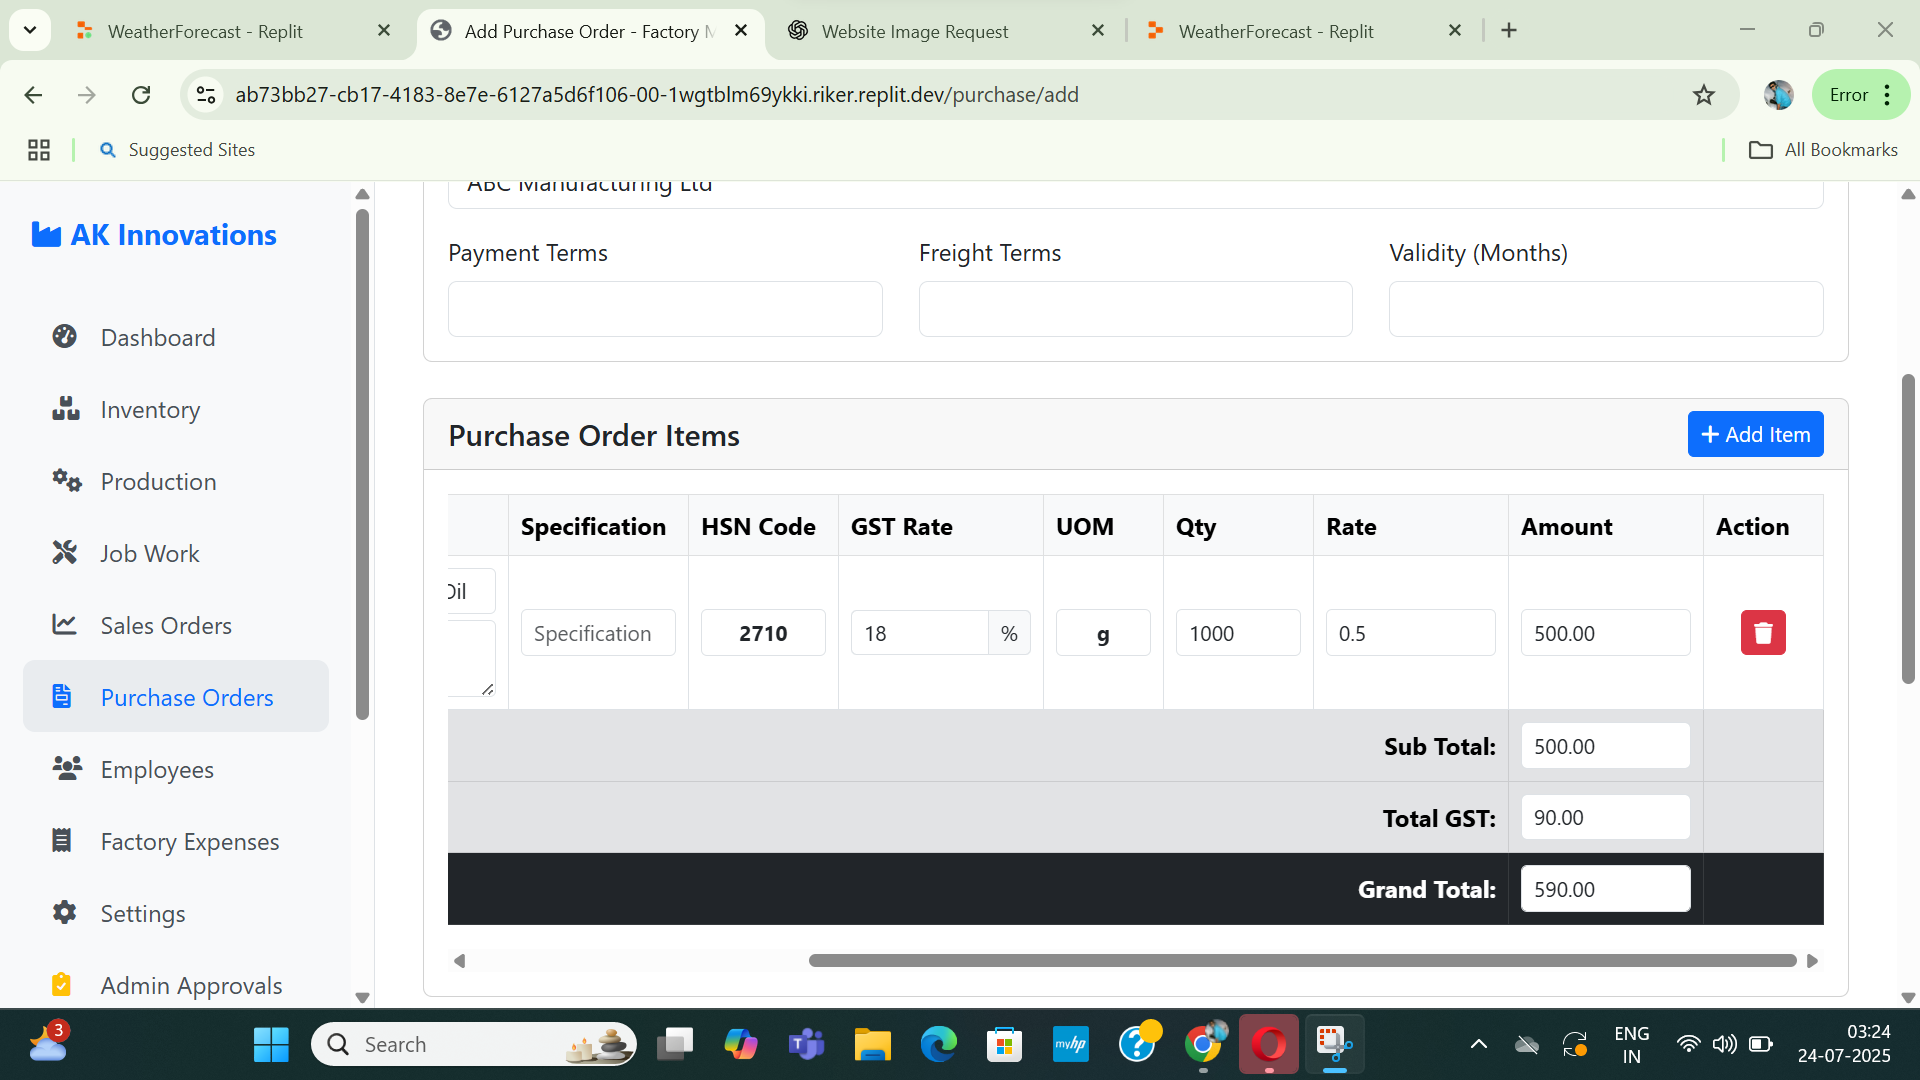 WeatherForecast - Replit
Add Purchase Order - Factory M
Website Image Request
WeatherForecast - Replit
ab73bb27-cb17-4183-8e7e-6127a5d6f106-00-1wgtblm69ykki.riker.replit.dev/purchase/add
Error
Suggested Sites
All Bookmarks
AK Innovations
Dashboard
Inventory
Production
Job Work
Sales Orders
Purchase Orders
Employees
Factory Expenses
Settings
Admin Approvals
ABC Manufacturing Ltd
Payment Terms Freight Terms Validity (Months)
Purchase Order Items
Add Item
Specification HSN Code GST Rate UOM Qty Rate Amount Action
Oil
Specification 2710 18 % g 1000 0.5 500.00
Sub Total: 500.00
Total GST: 90.00
Grand Total: 590.00
3
Search
myhp
ENG
IN
03:24
24-07-2025